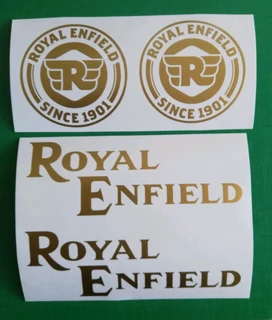 ROYAL ENFIELD
R
SINCE 1901
ROYAL ENFIELD
R
SINCE 1901
ROYAL
ENFIELD
ROYAL
ENFIELD